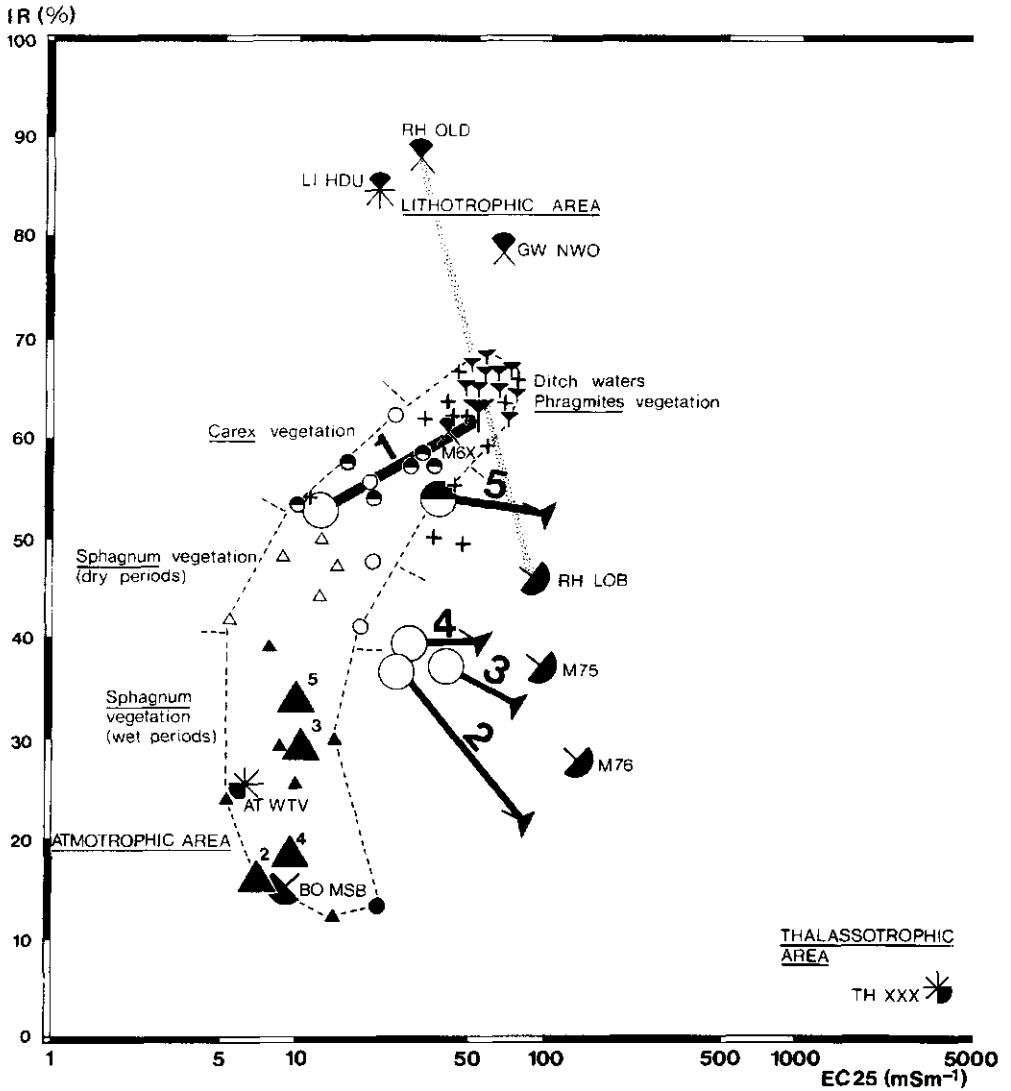 IR (%)
100
90
80
70
60
50
40
30
20
10
0
RH OLD
LI HDU
LITHOTROPHIC AREA
GW NWO
Ditch waters
Phragmites vegetation
Carex vegetation
1
M6X
5
Sphagnum vegetation
(dry periods)
RH LOB
4
3
M75
2
5
Sphagnum
vegetation
(wet periods)
3
M76
AT WTV
ATMOTROPHIC AREA
4
2
BO MSB
THALASSOTROPHIC
AREA
TH XXX
1 5 10 50 100 500 1000 5000
EC25 (mSm⁻¹)